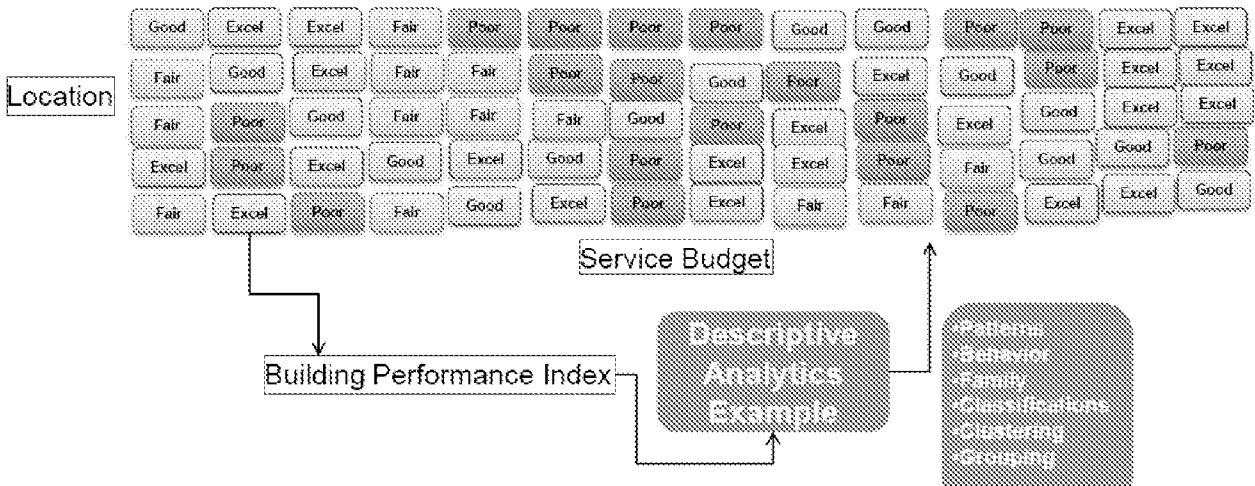 Good Excel Excel Fair Poor Poor Poor Poor Good Good Poor Poor Excel Excel
Fair Good Excel Fair Fair Poor Poor Good Poor Excel Good Poor Excel Excel
Location
Fair Poor Good Fair Fair Fair Good Poor Excel Poor Excel Good Excel Excel
Excel Poor Excel Good Excel Good Poor Excel Excel Poor Fair Good Good Poor
Fair Excel Poor Fair Good Excel Poor Excel Fair Fair Poor Excel Excel Good
Service Budget
Building Performance Index
Descriptive
Analytics
Example
•Patterns
•Behavior
•Family
•Classifications
•Clustering
•Grouping